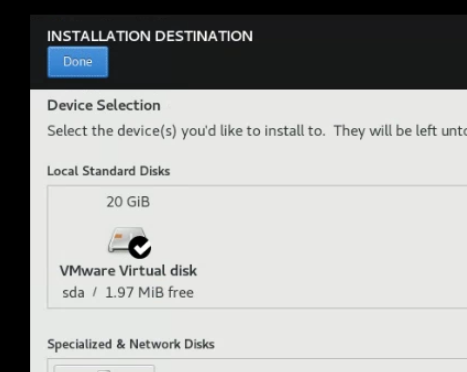 INSTALLATION DESTINATION
Done
Device Selection
Select the device(s) you'd like to install to. They will be left
Local Standard Disks
20 GiB
VMware Virtual disk
sda / 1.97 MiB free
Specialized & Network Disks